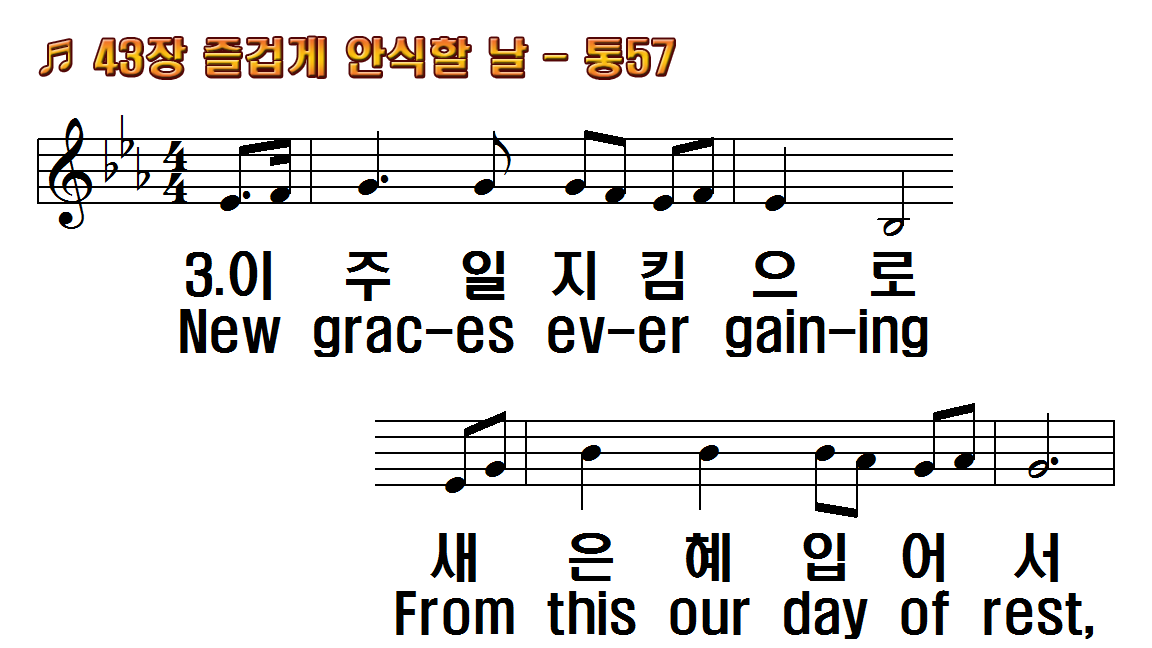 ♬ 43장 즐겁게 안식할 날 - 통57
4
4
3.이 주 일 지 킴 으 로
New grac-es ev-er gain-ing
새 은 혜 입 어 서
From this our day of rest,